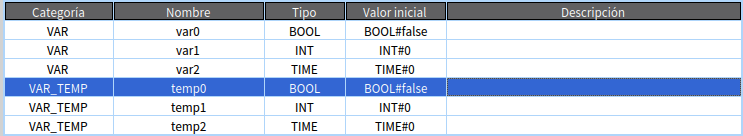 Categoría Nombre Tipo Valor inicial Descripción
VAR var0 BOOL BOOL#false
VAR var1 INT INT#0
VAR var2 TIME TIME#0
VAR_TEMP temp0 BOOL BOOL#false
VAR_TEMP temp1 INT INT#0
VAR_TEMP temp2 TIME TIME#0